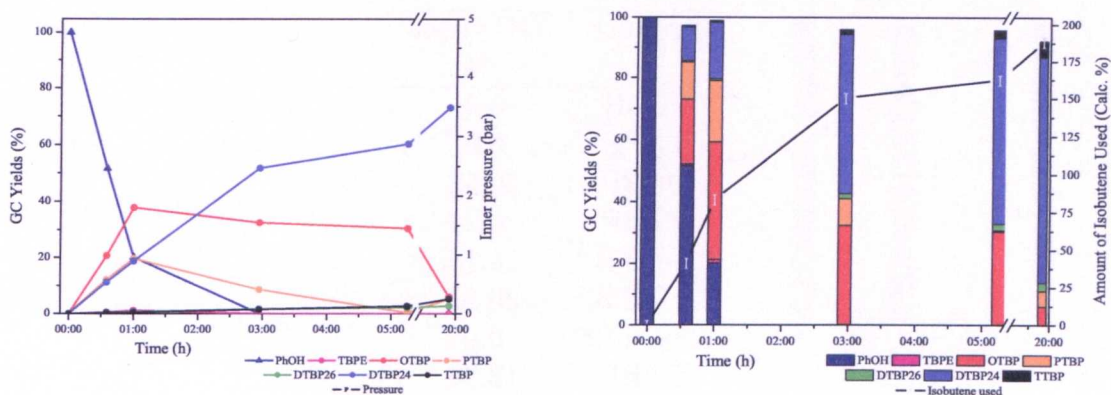 100
80
60
40
20
0
GC Yields (%)
5
4
3
2
1
0
Inner pressure (bar)
00:00 01:00 02:00 03:00 04:00 05:00 20:00
Time (h)
PhOH TBPE OTBP PTBP
DTBP26 DTBP24 TTBP
Pressure
100
80
60
40
20
0
GC Yields (%)
200
175
150
125
100
75
50
25
0
Amount of Isobutene Used (Calc. %)
00:00 01:00 02:00 03:00 04:00 05:00 20:00
Time (h)
PhOH TBPE OTBP PTBP
DTBP26 DTBP24 TTBP
Isobutene used